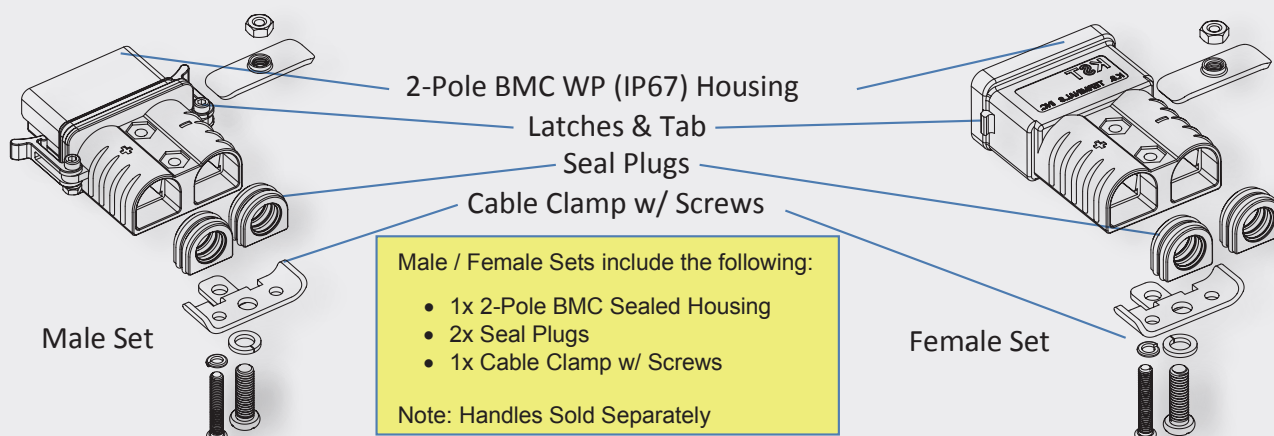 2-Pole BMC WP (IP67) Housing
Latches & Tab
Seal Plugs
Cable Clamp w/ Screws
Male / Female Sets include the following:
• 1x 2-Pole BMC Sealed Housing
• 2x Seal Plugs
• 1x Cable Clamp w/ Screws
Note: Handles Sold Separately
Male Set
Female Set
+
-
+
-